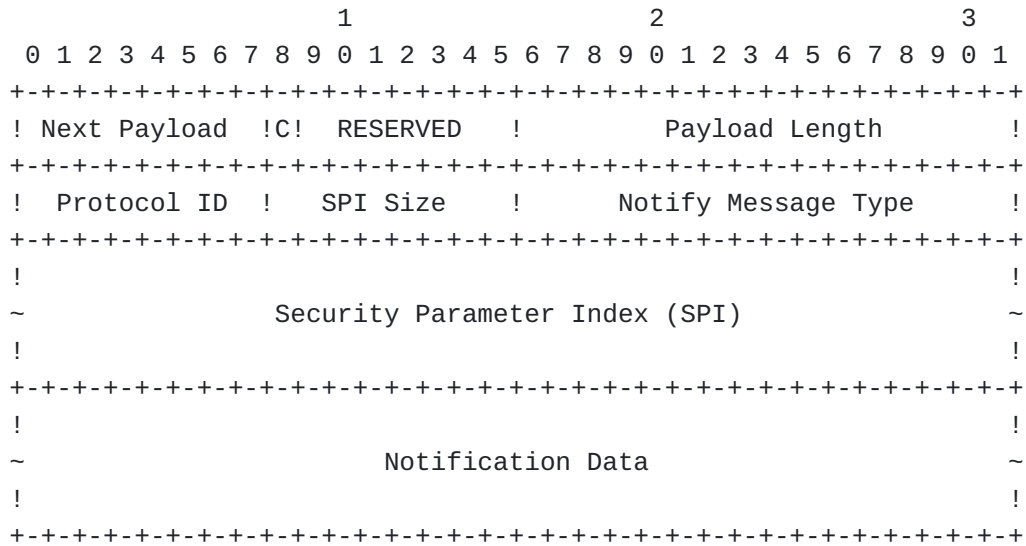 1                   2                   3
 0 1 2 3 4 5 6 7 8 9 0 1 2 3 4 5 6 7 8 9 0 1 2 3 4 5 6 7 8 9 0 1
+-+-+-+-+-+-+-+-+-+-+-+-+-+-+-+-+-+-+-+-+-+-+-+-+-+-+-+-+-+-+-+-+
! Next Payload  !C!  RESERVED   !         Payload Length        !
+-+-+-+-+-+-+-+-+-+-+-+-+-+-+-+-+-+-+-+-+-+-+-+-+-+-+-+-+-+-+-+-+
!  Protocol ID  !   SPI Size    !      Notify Message Type      !
+-+-+-+-+-+-+-+-+-+-+-+-+-+-+-+-+-+-+-+-+-+-+-+-+-+-+-+-+-+-+-+-+
!                                                               !
~                Security Parameter Index (SPI)                 ~
!                                                               !
+-+-+-+-+-+-+-+-+-+-+-+-+-+-+-+-+-+-+-+-+-+-+-+-+-+-+-+-+-+-+-+-+
!                                                               !
~                       Notification Data                       ~
!                                                               !
+-+-+-+-+-+-+-+-+-+-+-+-+-+-+-+-+-+-+-+-+-+-+-+-+-+-+-+-+-+-+-+-+